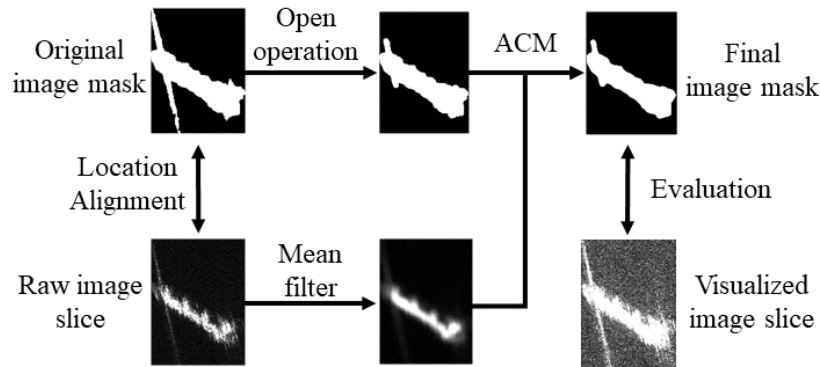 Original
image mask
Open
operation
ACM
Final
image mask
Location
Alignment
Evaluation
Raw image
slice
Mean
filter
Visualized
image slice